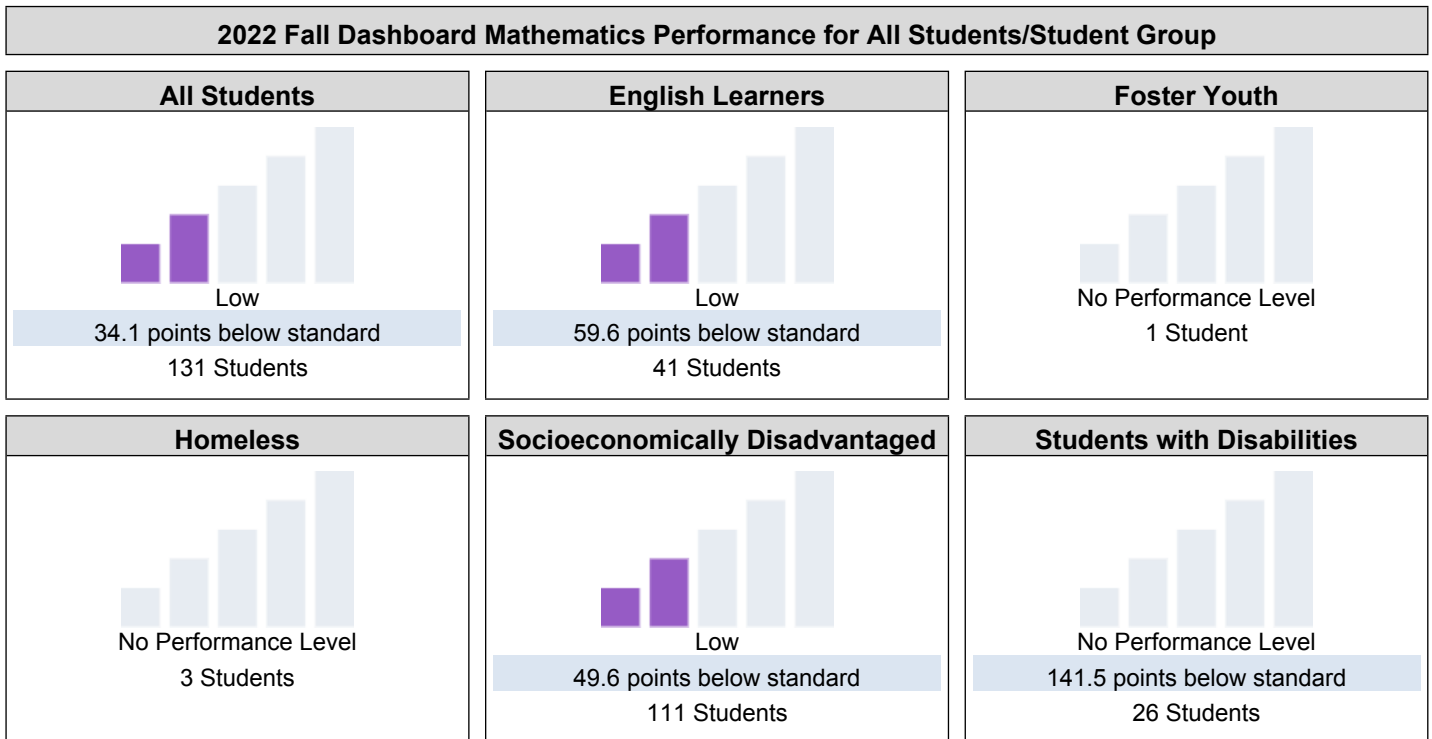 2022 Fall Dashboard Mathematics Performance for All Students/Student Group
All Students
Low
34.1 points below standard
131 Students
English Learners
Low
59.6 points below standard
41 Students
Foster Youth
No Performance Level
1 Student
Homeless
No Performance Level
3 Students
Socioeconomically Disadvantaged
Low
49.6 points below standard
111 Students
Students with Disabilities
No Performance Level
141.5 points below standard
26 Students